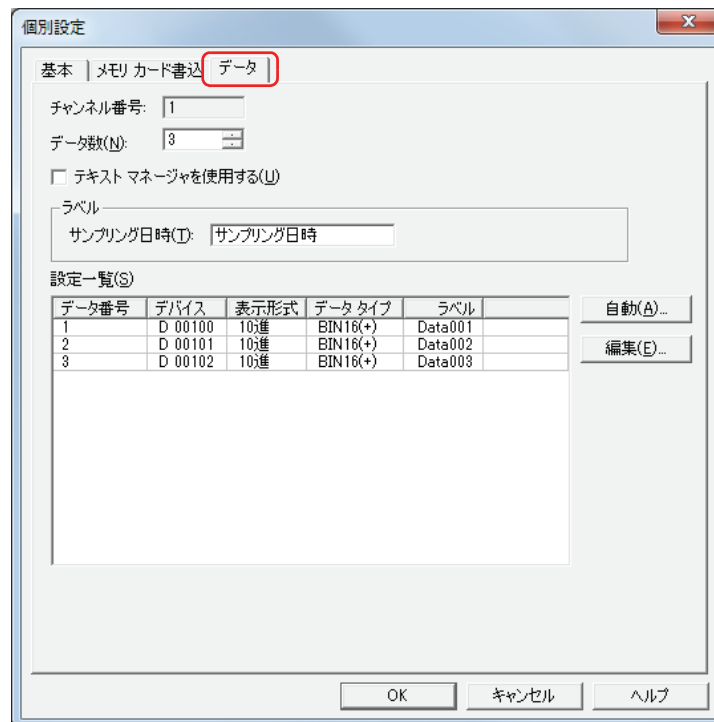 個別設定
基本 メモリ カード書込 データ
チャンネル番号: 1
データ数(N): 3
テキスト マネージャを使用する(U)
ラベル
サンプリング日時(T): サンプリング日時
設定一覧(S)
データ番号 デバイス 表示形式 データ タイプ ラベル
1 D 00100 10進 BIN16(+) Data001
2 D 00101 10進 BIN16(+) Data002
3 D 00102 10進 BIN16(+) Data003
自動(A)...
編集(E)...
OK キャンセル ヘルプ